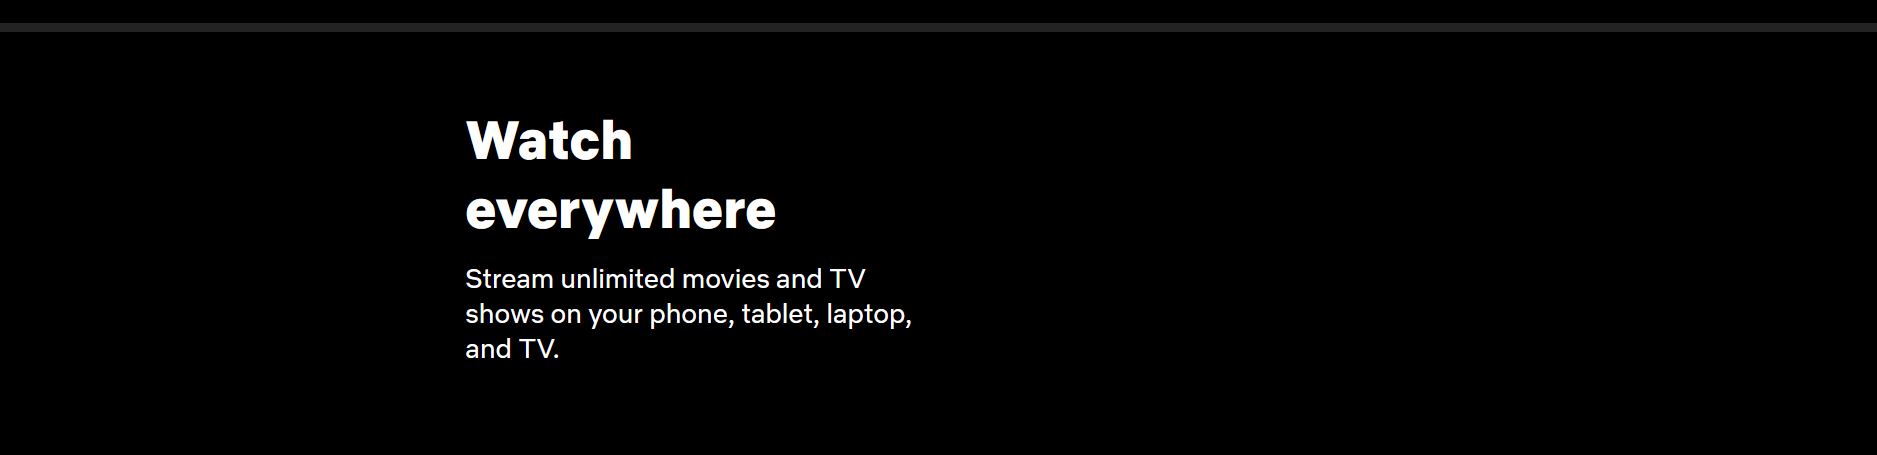 Watch
everywhere
Stream unlimited movies and TV
shows on your phone, tablet, laptop,
and TV.